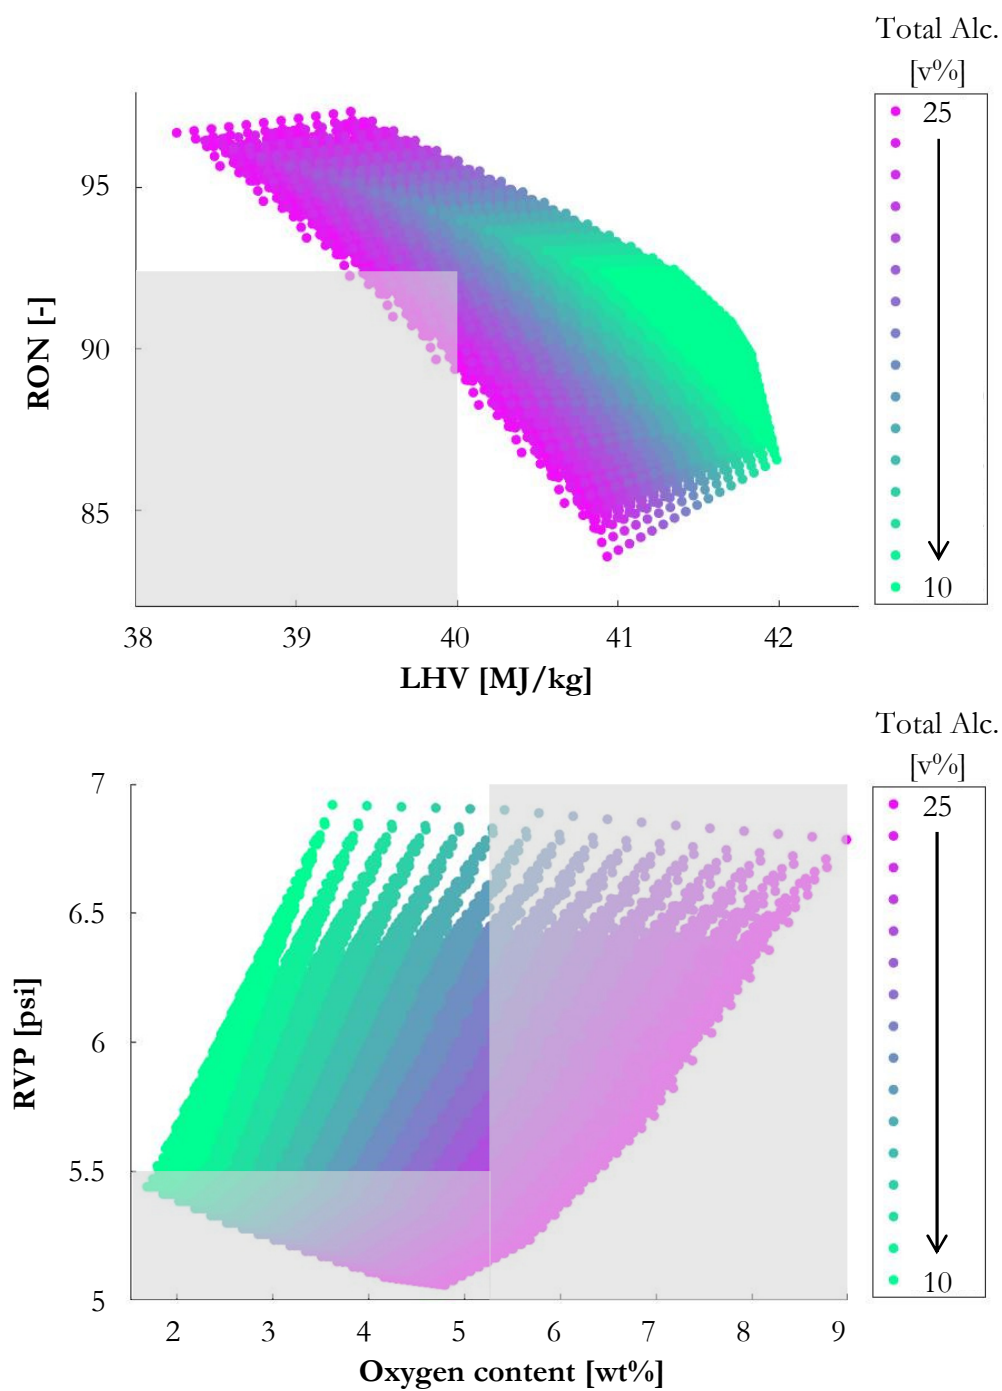 Total Alc.
[v%]
25
10
95
90
85
RON [-]
38 39 40 41 42
LHV [MJ/kg]
Total Alc.
[v%]
25
10
7
6.5
6
5.5
5
RVP [psi]
2 3 4 5 6 7 8 9
Oxygen content [wt%]